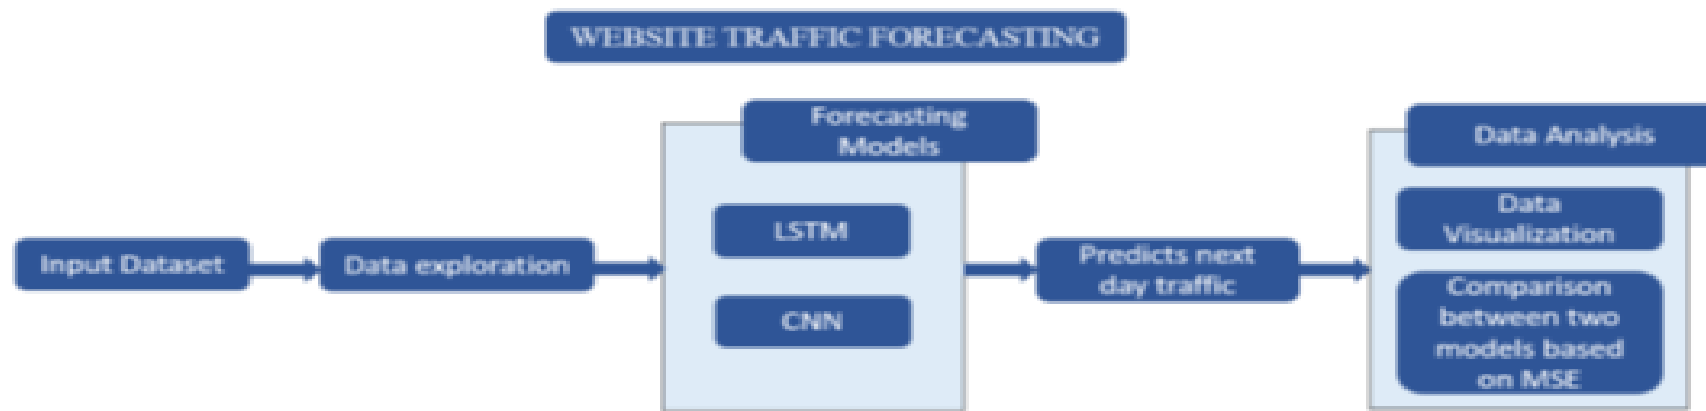 WEBSITE TRAFFIC FORECASTING
Input Dataset
Data exploration
Forecasting
Models
LSTM
CNN
Predicts next
day traffic
Data Analysis
Data
Visualization
Comparison
between two
models based
on MSE